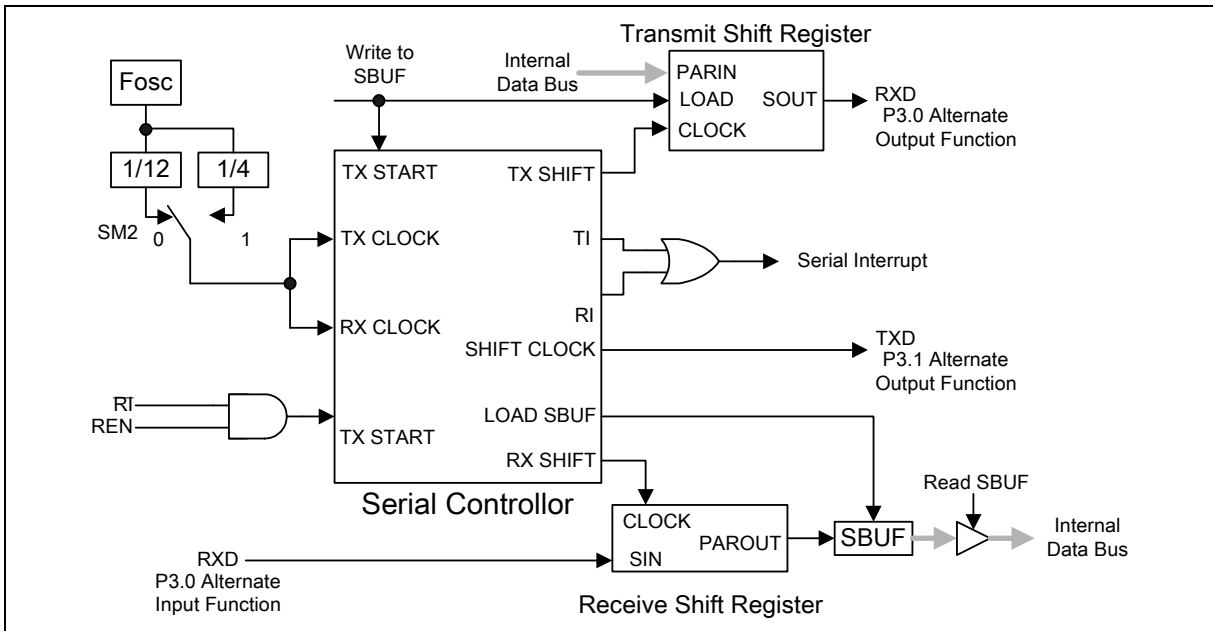 Transmit Shift Register
Write to
SBUF
Internal
Data Bus
Fosc
PARIN
LOAD
SOUT
CLOCK
RXD
P3.0 Alternate
Output Function
1/12
1/4
TX START
TX SHIFT
SM2
0
1
TX CLOCK
TI
Serial Interrupt
RX CLOCK
RI
SHIFT CLOCK
TXD
P3.1 Alternate
Output Function
RI
REN
TX START
LOAD SBUF
RX SHIFT
Serial Controllor
Read SBUF
CLOCK
PAROUT
SIN
SBUF
Internal
Data Bus
RXD
P3.0 Alternate
Input Function
Receive Shift Register